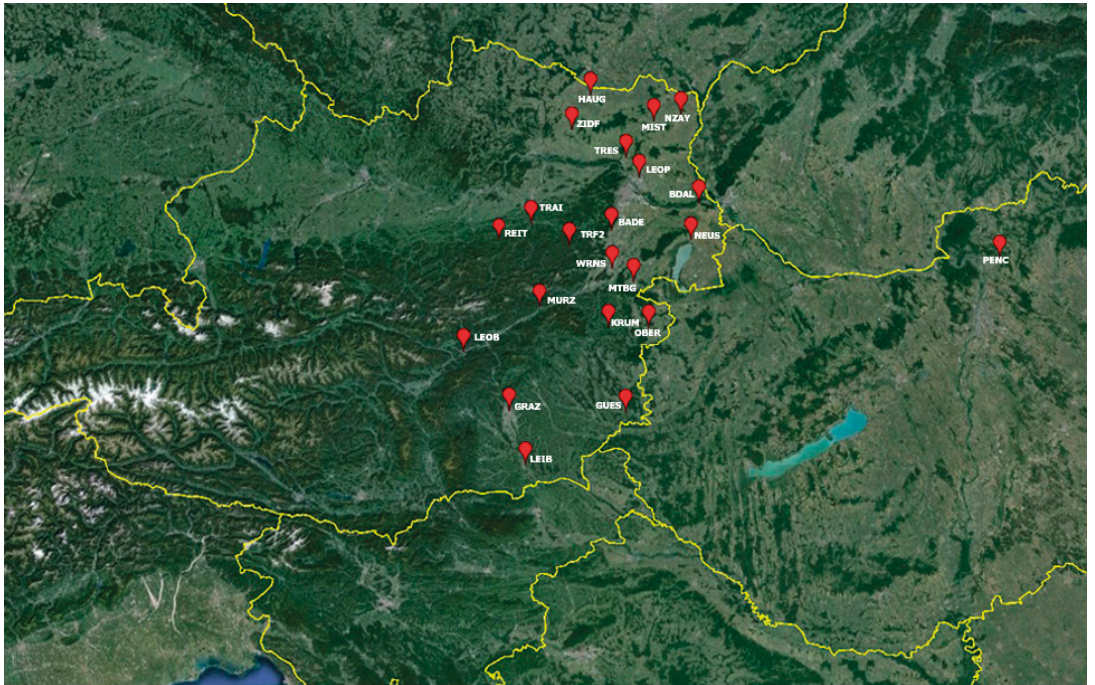 HAUG
NZAY
MIST
ZIDF
TRES
LEOP
BDAL
TRAI
BADE
REIT
TRF2
NEUS
PENC
WRNS
MTBG
MURZ
KRUM
OBER
LEOB
GRAZ
GUES
LEIB